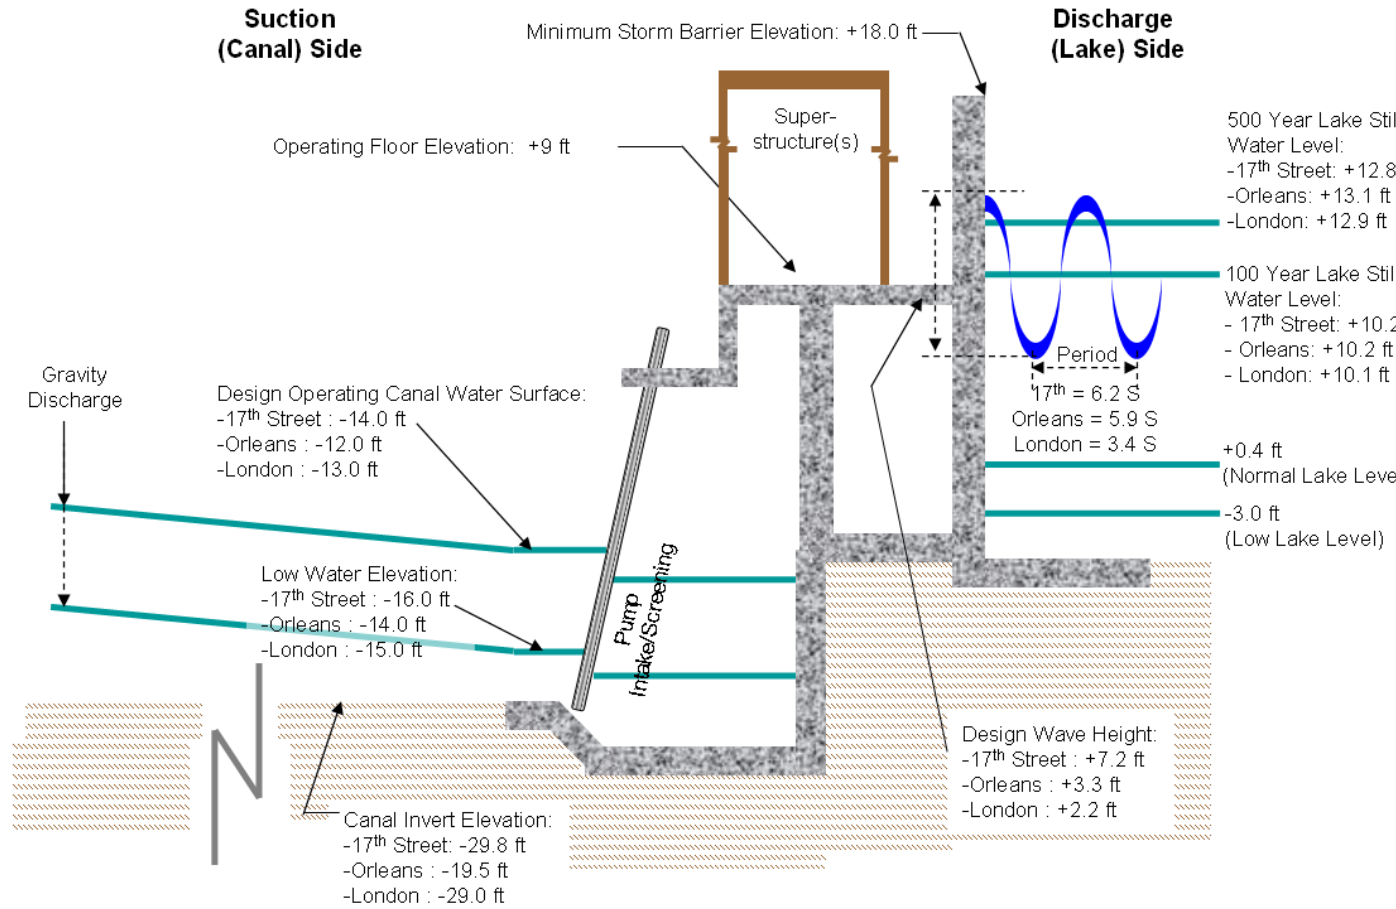 Suction
(Canal) Side
Discharge
(Lake) Side
Minimum Storm Barrier Elevation: +18.0 ft
Super-
structure(s)
Operating Floor Elevation:  +9 ft
500 Year Lake Stil
Water Level:
-17th Street: +12.8
-Orleans: +13.1 ft
-London: +12.9 ft
100 Year Lake Stil
Water Level:
- 17th Street: +10.2
- Orleans: +10.2 ft
- London: +10.1 ft
Period
17th = 6.2 S
Orleans = 5.9 S
London = 3.4 S
+0.4 ft
(Normal Lake Leve
-3.0 ft
(Low Lake Level)
Gravity
Discharge
Design Operating Canal Water Surface:
-17th Street : -14.0 ft
-Orleans : -12.0 ft
-London : -13.0 ft
Low Water Elevation:
-17th Street : -16.0 ft
-Orleans : -14.0 ft
-London : -15.0 ft
Pump
Intake/Screening
Design Wave Height:
-17th Street : +7.2 ft
-Orleans : +3.3 ft
-London : +2.2 ft
Canal Invert Elevation:
-17th Street: -29.8 ft
-Orleans : -19.5 ft
-London : -29.0 ft